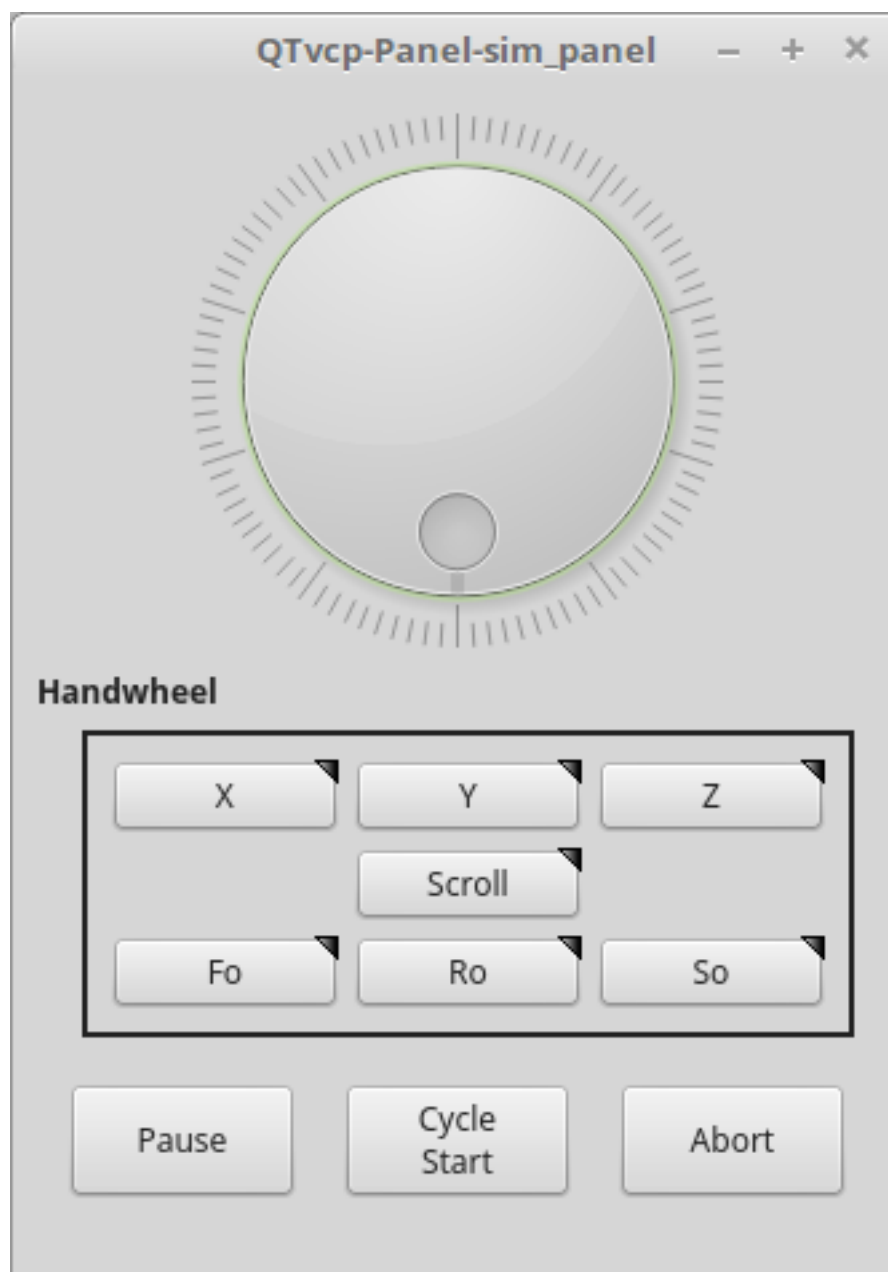 QTvcp-Panel-sim_panel
Handwheel
X
Y
Z
Scroll
Fo
Ro
So
Pause
Cycle
Start
Abort